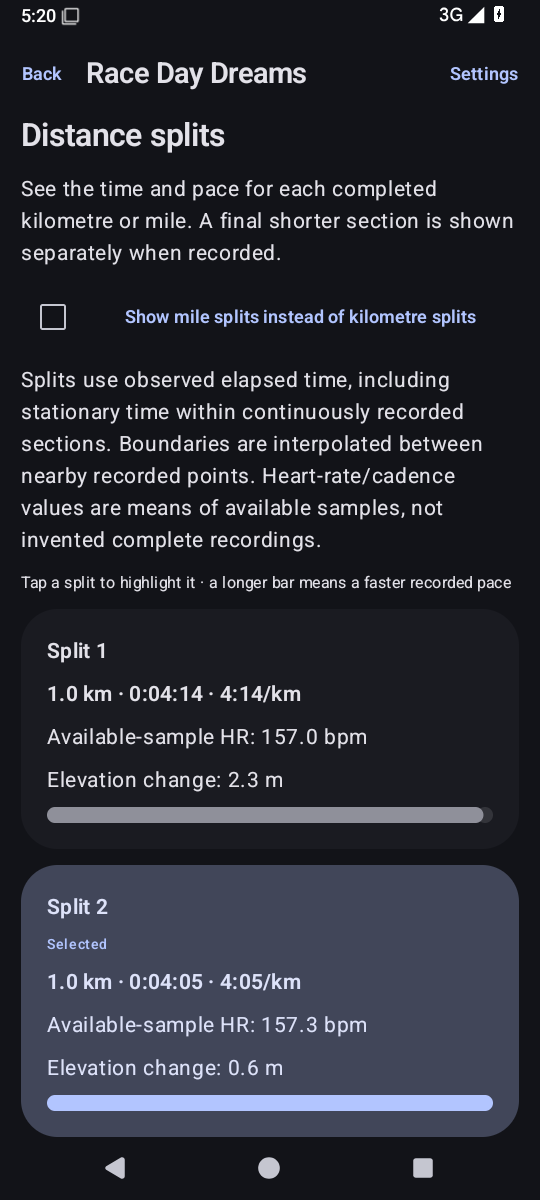 5:20
3G
Back
Race Day Dreams
Settings
Distance splits
See the time and pace for each completed
kilometre or mile. A final shorter section is shown
separately when recorded.
Show mile splits instead of kilometre splits
Splits use observed elapsed time, including
stationary time within continuously recorded
sections. Boundaries are interpolated between
nearby recorded points. Heart-rate/cadence
values are means of available samples, not
invented complete recordings.
Tap a split to highlight it · a longer bar means a faster recorded pace
Split 1
1.0 km · 0:04:14 · 4:14/km
Available-sample HR: 157.0 bpm
Elevation change: 2.3 m
Split 2
Selected
1.0 km · 0:04:05 · 4:05/km
Available-sample HR: 157.3 bpm
Elevation change: 0.6 m